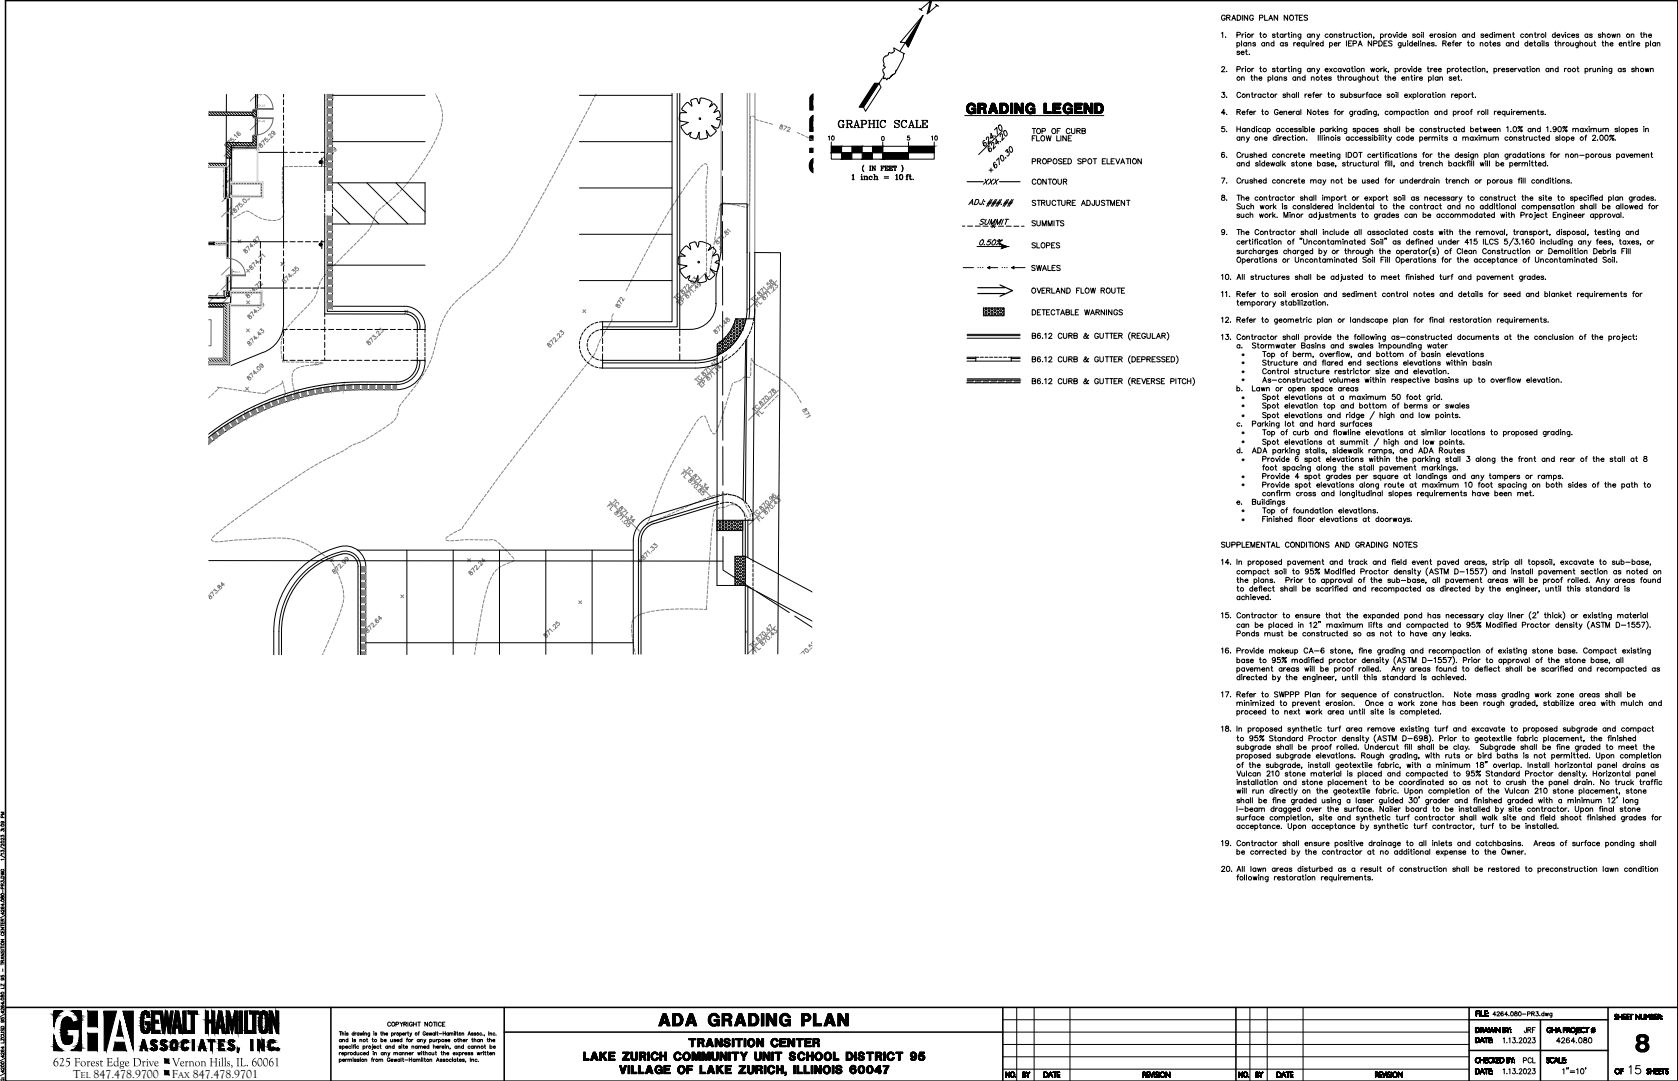 GRADING PLAN NOTES
1. Prior to starting any construction, provide soil erosion and sediment control devices as shown on the
plans and as required per IEPA NPDES guidelines. Refer to notes and details throughout the entire plan
set.
2. Prior to starting any excavation work, provide tree protection, preservation and root pruning as shown
on the plans and notes throughout the entire plan set.
3. Contractor shall refer to subsurface soil exploration report.
4. Refer to General Notes for grading, compaction and proof roll requirements.
5. Handicap accessible parking spaces shall be constructed between 1.0% and 1.90% maximum slopes in
any one direction. Illinois accessibility code permits a maximum constructed slope of 2.00%.
6. Crushed concrete meeting IDOT certifications for the design plan gradations for non-porous pavement
and sidewalk stone base, structural fill, and trench backfill will be permitted.
7. Crushed concrete may not be used for underdrain trench or porous fill conditions.
8. The contractor shall import or export soil as necessary to construct the site to specified plan grades.
Such work is considered incidental to the contract and no additional compensation shall be allowed for
such work. Minor adjustments to grades can be accommodated with Project Engineer approval.
9. The Contractor shall include all associated costs with the removal, transport, disposal, testing and
certification of "Uncontaminated Soil" as defined under 415 ILCS 5/3.160 including any fees, taxes, or
surcharges charged by or through the operator(s) of Clean Construction or Demolition Debris Fill
Operations or Uncontaminated Soil Fill Operations for the acceptance of Uncontaminated Soil.
10. All structures shall be adjusted to meet finished turf and pavement grades.
11. Refer to soil erosion and sediment control notes and details for seed and blanket requirements for
temporary stabilization.
12. Refer to geometric plan or landscape plan for final restoration requirements.
13. Contractor shall provide the following as-constructed documents at the conclusion of the project:
a. Stormwater Basins and swales impounding water
• Top of berm, overflow, and bottom of basin elevations
• Structure and flared end sections elevations within basin
• Control structure restrictor size and elevation.
• As-constructed volumes within respective basins up to overflow elevation.
b. Lawn or open space areas
• Spot elevations at a maximum 50 foot grid.
• Spot elevation top and bottom of berms or swales
• Spot elevations and ridge / high and low points.
c. Parking lot and hard surfaces
• Top of curb and flowline elevations at similar locations to proposed grading.
• Spot elevations at summit / high and low points.
d. ADA parking stalls, sidewalk ramps, and ADA Routes
• Provide 6 spot elevations within the parking stall 3 along the front and rear of the stall at 8
foot spacing along the stall pavement markings.
• Provide 4 spot grades per square at landings and any tampers or ramps.
• Provide spot elevations along route at maximum 10 foot spacing on both sides of the path to
confirm cross and longitudinal slopes requirements have been met.
e. Buildings
• Top of foundation elevations.
• Finished floor elevations at doorways.
SUPPLEMENTAL CONDITIONS AND GRADING NOTES
14. In proposed pavement and track and field event paved areas, strip all topsoil, excavate to sub-base,
compact soil to 95% Modified Proctor density (ASTM D-1557) and install pavement section as noted on
the plans. Prior to approval of the sub-base, all pavement areas will be proof rolled. Any areas found
to deflect shall be scarified and recompacted as directed by the engineer, until this standard is
achieved.
15. Contractor to ensure that the expanded pond has necessary clay liner (2' thick) or existing material
can be placed in 12" maximum lifts and compacted to 95% Modified Proctor density (ASTM D-1557).
Ponds must be constructed so as not to have any leaks.
16. Provide makeup CA-6 stone, fine grading and recompaction of existing stone base. Compact existing
base to 95% modified proctor density (ASTM D-1557). Prior to approval of the stone base, all
pavement areas will be proof rolled. Any areas found to deflect shall be scarified and recompacted as
directed by the engineer, until this standard is achieved.
17. Refer to SWPPP Plan for sequence of construction. Note mass grading work zone areas shall be
minimized to prevent erosion. Once a work zone has been rough graded, stabilize area with mulch and
proceed to next work area until site is completed.
18. In proposed synthetic turf area remove existing turf and excavate to proposed subgrade and compact
to 95% Standard Proctor density (ASTM D-698). Prior to geotextile fabric placement, the finished
subgrade shall be proof rolled. Undercut fill shall be clay. Subgrade shall be fine graded to meet the
proposed subgrade elevations. Rough grading, with ruts or bird baths is not permitted. Upon completion
of the subgrade, install geotextile fabric, with a minimum 18" overlap. Install horizontal panel drains as
Vulcan 210 stone material is placed and compacted to 95% Standard Proctor density. Horizontal panel
installation and stone placement to be coordinated so as not to crush the panel drain. No truck traffic
will run directly on the geotextile fabric. Upon completion of the Vulcan 210 stone placement, stone
shall be fine graded using a laser guided 30' grader and finished graded with a minimum 12' long
I-beam dragged over the surface. Nailer board to be installed by site contractor. Upon final stone
surface completion, site and synthetic turf contractor shall walk site and field shoot finished grades for
acceptance. Upon acceptance by synthetic turf contractor, turf to be installed.
19. Contractor shall ensure positive drainage to all inlets and catchbasins. Areas of surface ponding shall
be corrected by the contractor at no additional expense to the Owner.
20. All lawn areas disturbed as a result of construction shall be restored to preconstruction lawn condition
following restoration requirements.
N
GRAPHIC SCALE
10 0 5 10
( IN FEET )
1 inch = 10 ft.
GRADING LEGEND
624.70
624.20
TOP OF CURB
FLOW LINE
+670.30 PROPOSED SPOT ELEVATION
XXX CONTOUR
ADJ: ###.## STRUCTURE ADJUSTMENT
SUMMIT SUMMITS
0.50% SLOPES
SWALES
OVERLAND FLOW ROUTE
DETECTABLE WARNINGS
B6.12 CURB & GUTTER (REGULAR)
B6.12 CURB & GUTTER (DEPRESSED)
B6.12 CURB & GUTTER (REVERSE PITCH)
872
875.29
874.97
874.71
874.35
874.43
874.09
872
872.23
871.48
TC 870.78
FL
871
TC 871.34
871.33
872.99
872.24
873.84
872.64
871.25
TC 870.47
GHA GEWALT HAMILTON
ASSOCIATES, INC.
625 Forest Edge Drive ■ Vernon Hills, IL. 60061
TEL 847.478.9700 ■ FAX 847.478.9701
COPYRIGHT NOTICE
This drawing is the property of Gewalt-Hamilton Assoc., Inc.
and is not to be used for any purpose other than the
specific project and site named herein, and cannot be
reproduced in any manner without the express written
permission from Gewalt-Hamilton Associates, Inc.
ADA GRADING PLAN
TRANSITION CENTER
LAKE ZURICH COMMUNITY UNIT SCHOOL DISTRICT 95
VILLAGE OF LAKE ZURICH, ILLINOIS 60047
NO. BY DATE REVISION NO. BY DATE REVISION
FILE: 4264.080-PR3.dwg
DRAWN BY: JRF
DATE 1.13.2023
GHA PROJECT #
4264.080
CHECKED BY: PCL
DATE 1.13.2023
SCALE:
1"=10'
SHEET NUMBER:
8
OF 15 SHEETS